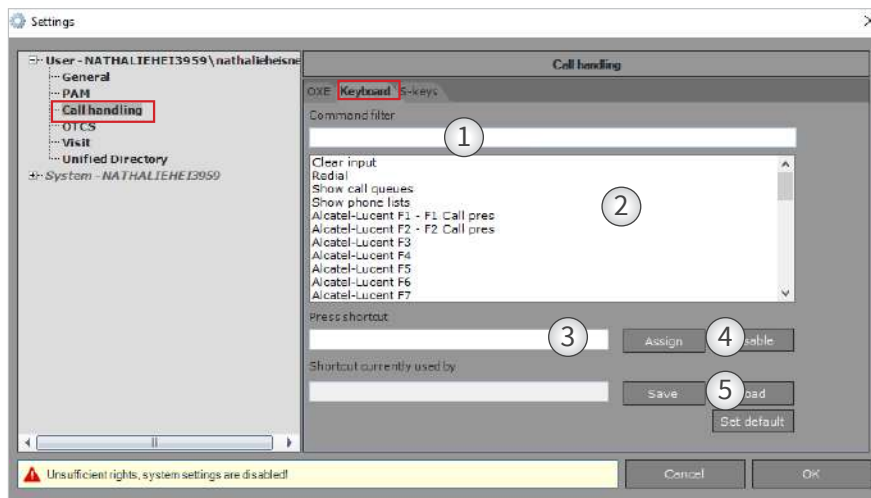 Settings
User - NATHALIEHEI3959\nathalieheisne
General
PAM
Call handling
OTCS
Visit
Unified Directory
System - NATHALIEHEI3959
Call handling
OXE Keyboard S-keys
Command filter
1
Clear input
Redial
Show call queues
Show phone lists
Alcatel-Lucent F1 - F1 Call pres
Alcatel-Lucent F2 - F2 Call pres
Alcatel-Lucent F3
Alcatel-Lucent F4
Alcatel-Lucent F5
Alcatel-Lucent F6
Alcatel-Lucent F7
2
Press shortcut
3
Assign
4
Shortcut currently used by
Save
5
Set default
Unsufficient rights, system settings are disabled!
Cancel
OK